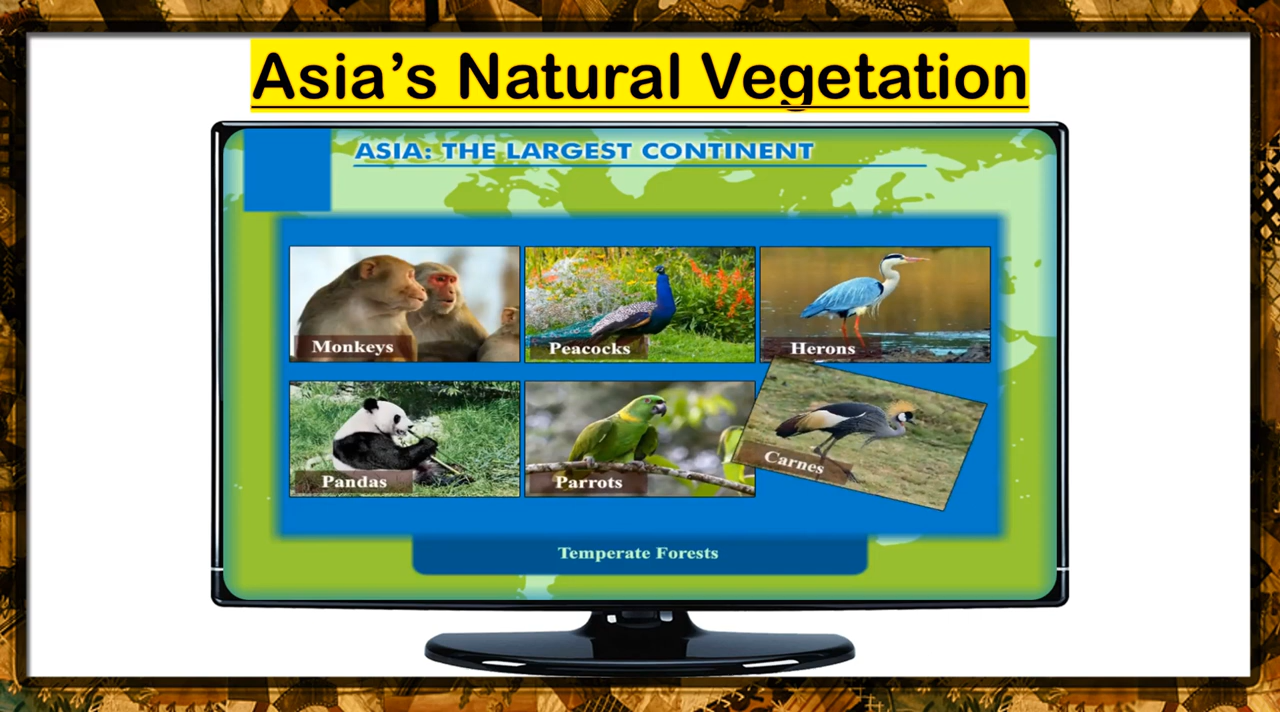 Asia’s Natural Vegetation
ASIA: THE LARGEST CONTINENT
Monkeys
Peacocks
Herons
Pandas
Parrots
Carnes
Temperate Forests